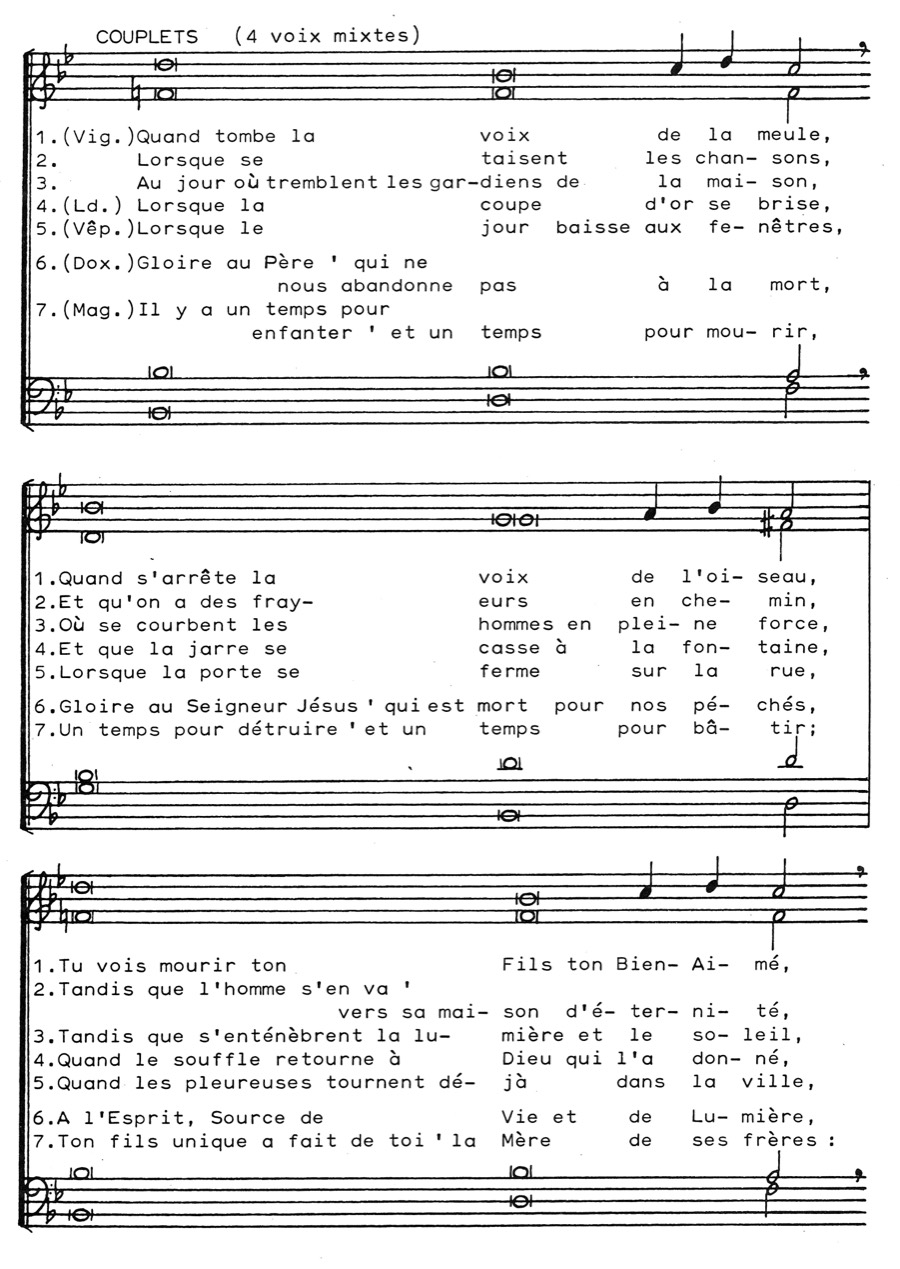 COUPLETS (4 voix mixtes)
1.(Vig.)Quand tombe la voix de la meule,
2. Lorsque se taisent les chan- sons,
3. Au jour où tremblent les gar-diens de la mai- son,
4.(Ld.) Lorsque la coupe d'or se brise,
5.(Vêp.)Lorsque le jour baisse aux fe- nêtres,
6.(Dox.)Gloire au Père ' qui ne
nous abandonne pas à la mort,
7.(Mag.)Il y a un temps pour
enfanter ' et un temps pour mou- rir,
1.Quand s'arrête la voix de l'oi- seau,
2.Et qu'on a des fray- eurs en che- min,
3.Où se courbent les hommes en plei- ne force,
4.Et que la jarre se casse à la fon- taine,
5.Lorsque la porte se ferme sur la rue,
6.Gloire au Seigneur Jésus ' qui est mort pour nos pé- chés,
7.Un temps pour détruire ' et un temps pour bâ- tir;
1.Tu vois mourir ton Fils ton Bien- Ai- mé,
2.Tandis que l'homme s'en va '
vers sa mai- son d'é- ter- ni- té,
3.Tandis que s'enténèbrent la lu- mière et le so- leil,
4.Quand le souffle retourne à Dieu qui l'a don- né,
5.Quand les pleureuses tournent dé- jà dans la ville,
6.A l'Esprit, Source de Vie et de Lu- mière,
7.Ton fils unique a fait de toi ' la Mère de ses frères :